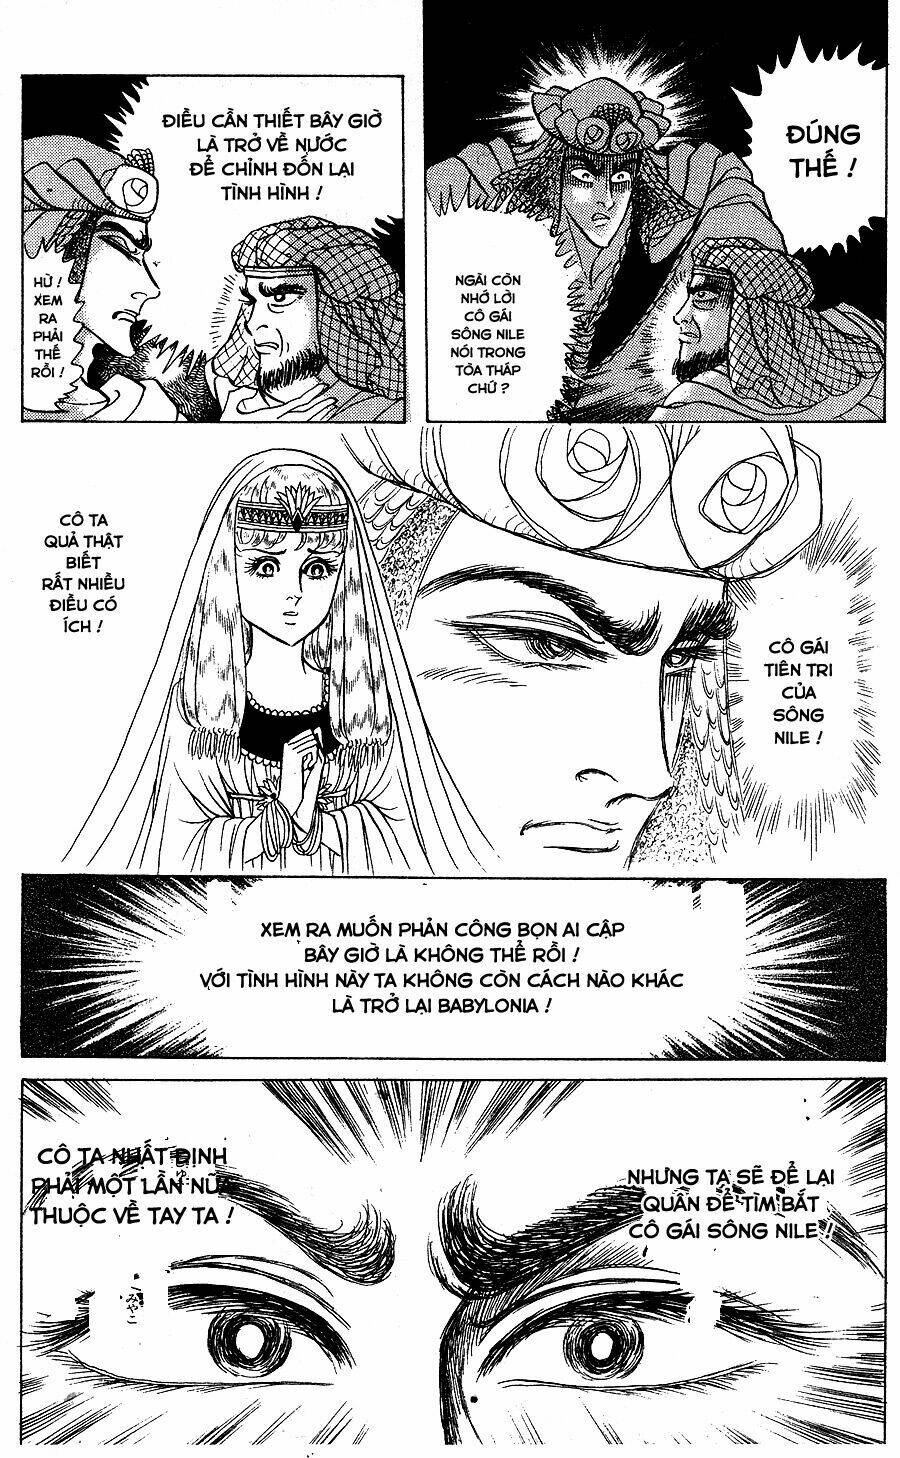 ĐÚNG
THẾ !
NGÀI CÒN
NHỚ LỜI
CÔ GÁI
SÔNG NILE
NÓI TRONG
TÒA THÁP
CHỨ ?
ĐIỀU CẦN THIẾT BÂY GIỜ
LÀ TRỞ VỀ NƯỚC
ĐỂ CHỈNH ĐỐN LẠI
TÌNH HÌNH !
HỪ !
XEM
RA
PHẢI
THẾ
RỒI !
CÔ GÁI
TIÊN TRI
CỦA
SÔNG
NILE !
CÔ TA
QUẢ THẬT
BIẾT
RẤT NHIỀU
ĐIỀU CÓ
ÍCH !
XEM RA MUỐN PHẢN CÔNG BỌN AI CẬP
BÂY GIỜ LÀ KHÔNG THỂ RỒI !
VỚI TÌNH HÌNH NÀY TA KHÔNG CÒN CÁCH NÀO KHÁC
LÀ TRỞ LẠI BABYLONIA !
NHƯNG TA SẼ ĐỂ LẠI
QUÂN ĐỂ TÌM BẮT
CÔ GÁI SÔNG NILE !
CÔ TA NHẤT ĐỊNH
PHẢI MỘT LẦN NỮA
THUỘC VỀ TAY TA !
みやこ